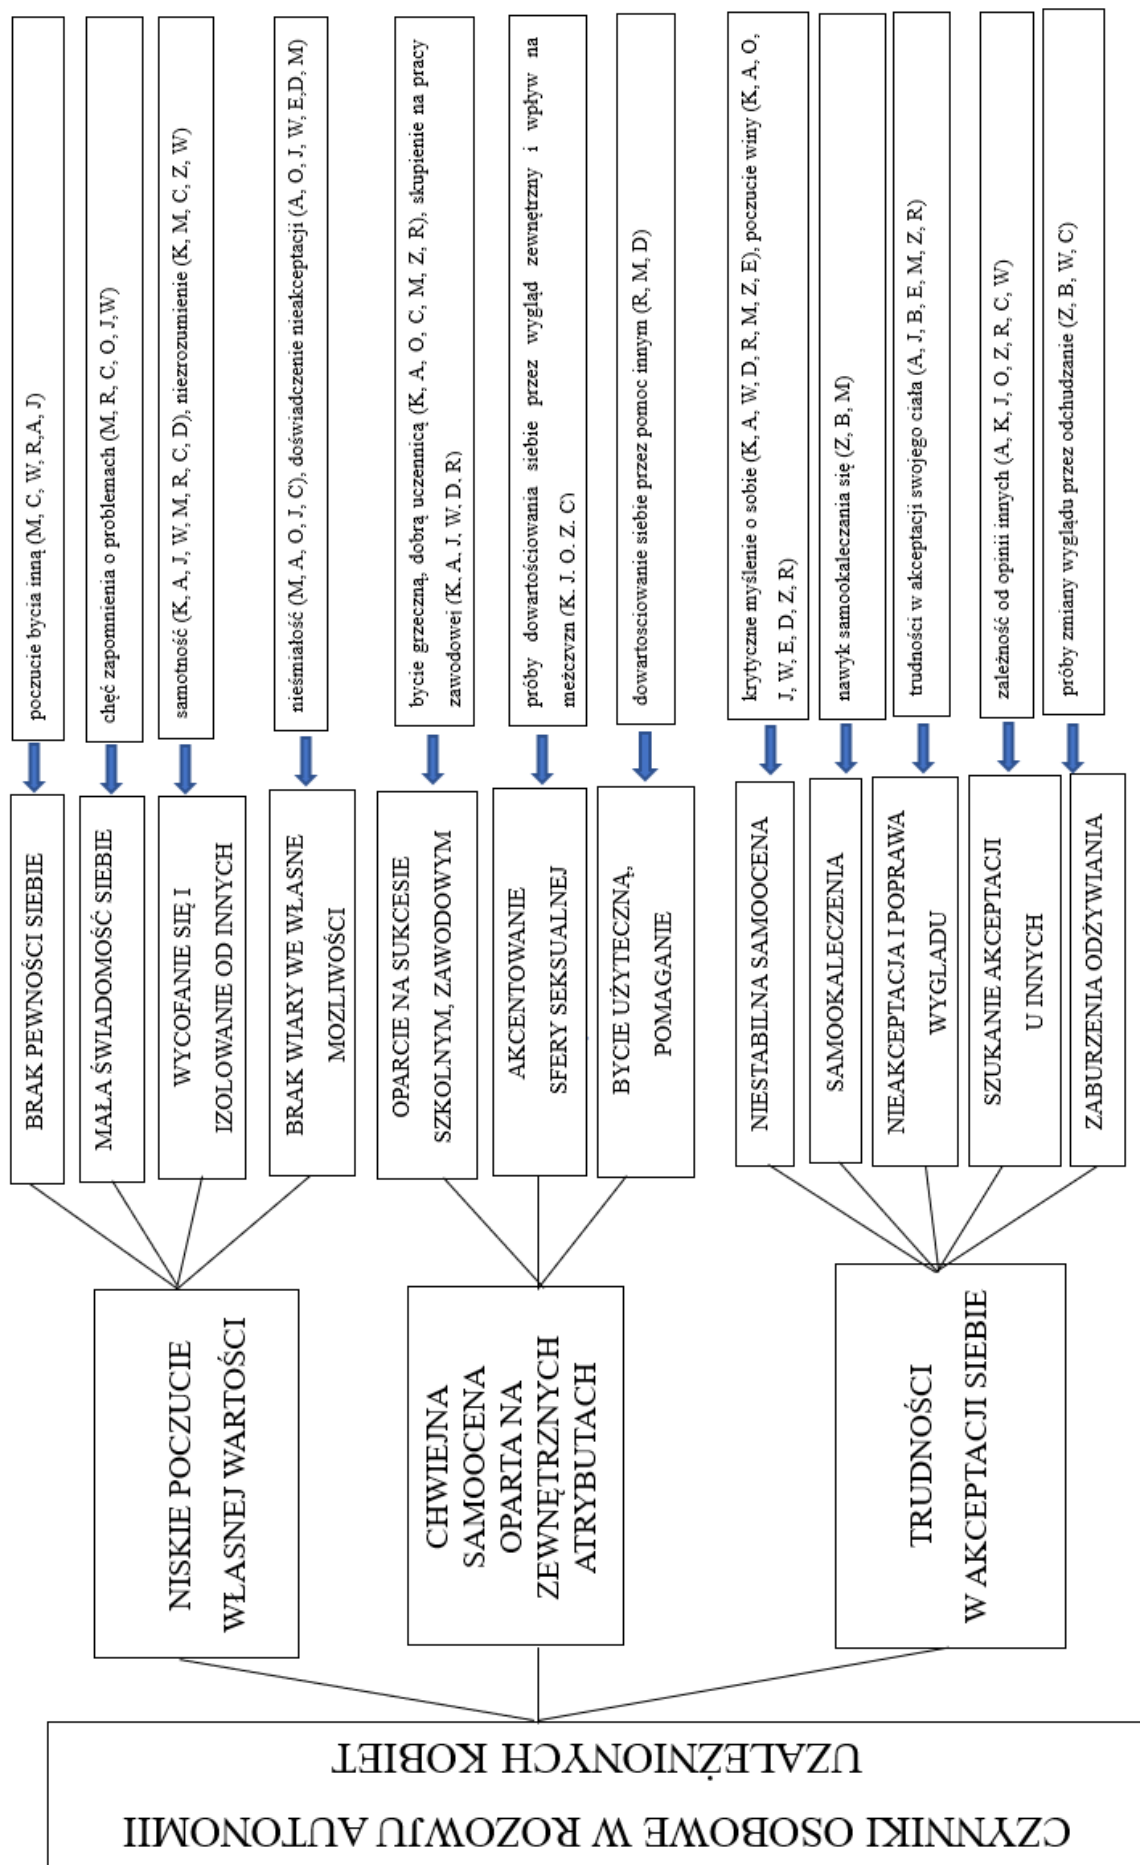 CZYNNIKI OSOBOWE W ROZOWJU AUTONOMII
UZALEŻNIONYCH KOBIET
NISKIE POCZUCIE
WŁASNEJ WARTOŚCI
BRAK PEWNOŚCI SIEBIE
poczucie bycia inną (M, C, W, R,A, J)
MAŁA ŚWIADOMOŚĆ SIEBIE
chęć zapomnienia o problemach (M, R, C, O, J,W)
WYCOFANIE SIĘ I
IZOLOWANIE OD INNYCH
samotność (K, A, J, W, M, R, C, D), niezrozumienie (K, M, C, Z, W)
BRAK WIARY WE WŁASNE
MOZLIWOŚCI
nieśmiałość (M, A, O, J, C), doświadczenie nieakceptacji (A, O, J, W, E,D, M)
CHWIEJNA
SAMOOCENA
OPARTA NA
ZEWNĘTRZNYCH
ATRYBUTACH
OPARCIE NA SUKCESIE
SZKOLNYM, ZAWODOWYM
bycie grzeczną, dobrą uczennicą (K, A, O, C, M, Z, R), skupienie na pracy
zawodowej (K, A, J, W, D, R)
AKCENTOWANIE
SFERY SEKSUALNEJ
próby dowartościowania siebie przez wygląd zewnętrzny i wpływ na
meżczyzn (K, J, O, Z, C)
BYCIE UŻYTECZNĄ,
POMAGANIE
dowartosciowanie siebie przez pomoc innym (R, M, D)
TRUDNOŚCI
W AKCEPTACJI SIEBIE
NIESTABILNA SAMOOCENA
krytyczne myślenie o sobie (K, A, W, D, R, M, Z, E), poczucie winy (K, A, O,
J, W, E, D, Z, R)
SAMOOKALECZENIA
nawyk samookaleczania się (Z, B, M)
NIEAKCEPTACJA I POPRAWA
WYGLADU
trudności w akceptacji swojego ciała (A, J, B, E, M, Z, R)
SZUKANIE AKCEPTACJI
U INNYCH
zależność od opinii innych (A, K, J, O, Z, R, C, W)
ZABURZENIA ODŻYWIANIA
próby zmiany wyglądu przez odchudzanie (Z, B, W, C)